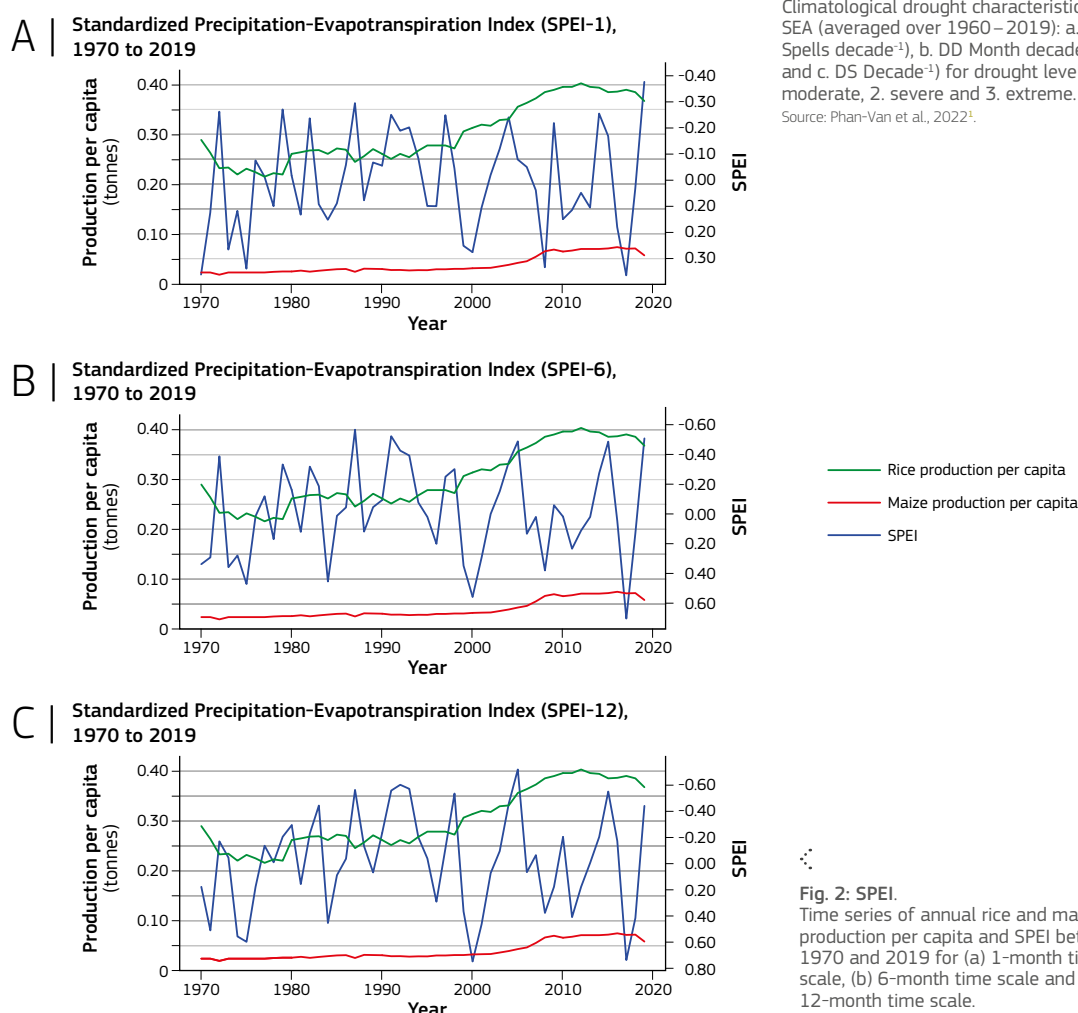 A | Standardized Precipitation-Evapotranspiration Index (SPEI-1),
1970 to 2019
Production per capita
(tonnes)
0.40
0.30
0.20
0.10
0
-0.40
-0.30
-0.20
-0.10
0.00
0.20
0.20
0.30
SPEI
1970 1980 1990 2000 2010 2020
Year
B | Standardized Precipitation-Evapotranspiration Index (SPEI-6),
1970 to 2019
Production per capita
(tonnes)
0.40
0.30
0.20
0.10
0
-0.60
-0.40
-0.20
0.00
0.20
0.40
0.60
SPEI
1970 1980 1990 2000 2010 2020
Year
C | Standardized Precipitation-Evapotranspiration Index (SPEI-12),
1970 to 2019
Production per capita
(tonnes)
0.40
0.30
0.20
0.10
0
-0.60
-0.40
-0.20
0.00
0.20
0.40
0.60
0.80
SPEI
1970 1980 1990 2000 2010 2020
Year
Climatological drought characteristic
SEA (averaged over 1960–2019): a.
Spells decade⁻¹), b. DD Month decade
and c. DS Decade⁻¹) for drought leve
moderate, 2. severe and 3. extreme.
Source: Phan-Van et al., 2022¹.
Rice production per capita
Maize production per capita
SPEI
Fig. 2: SPEI.
Time series of annual rice and ma
production per capita and SPEI be
1970 and 2019 for (a) 1-month ti
scale, (b) 6-month time scale and
12-month time scale.